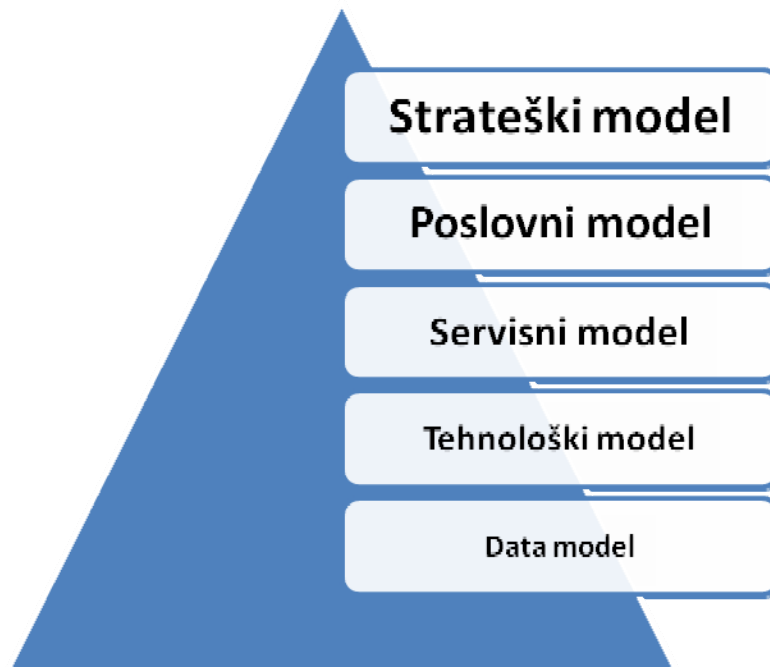 Strateški model
Poslovni model
Servisni model
Tehnološki model
Data model